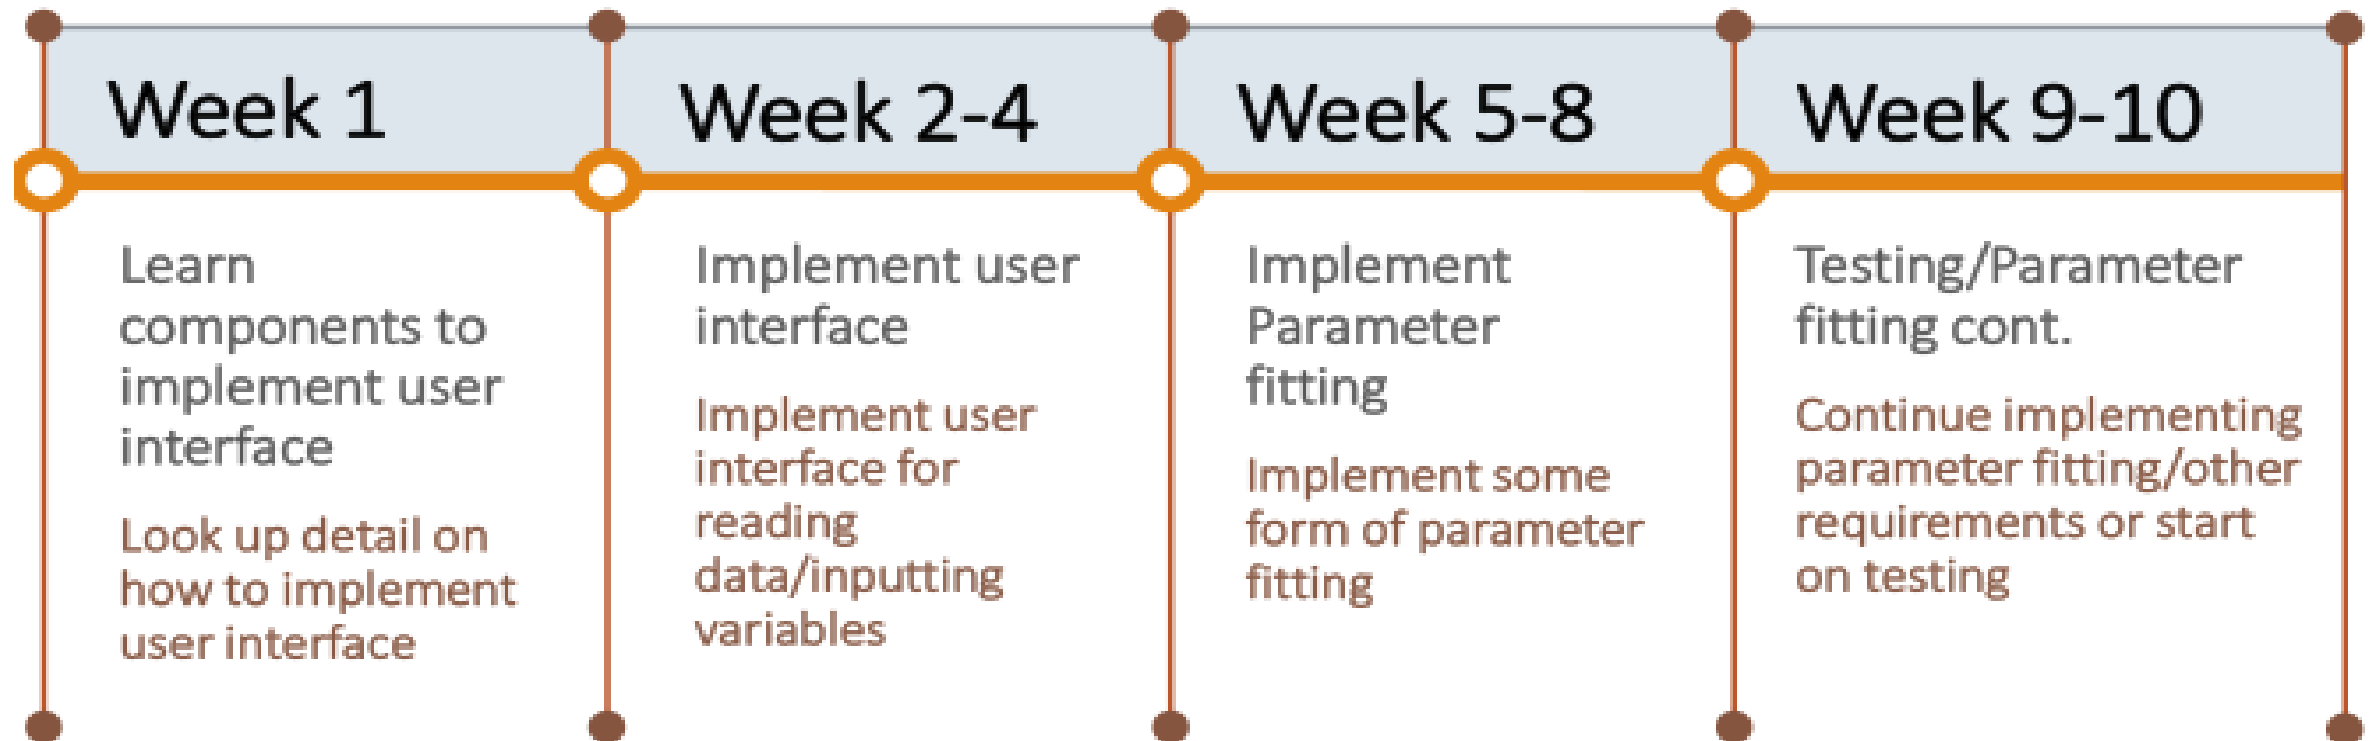 Week 1
Learn
components to
implement user
interface
Look up detail on
how to implement
user interface
Week 2-4
Implement user
interface
Implement user
interface for
reading
data/inputting
variables
Week 5-8
Implement
Parameter
fitting
Implement some
form of parameter
fitting
Week 9-10
Testing/Parameter
fitting cont.
Continue implementing
parameter fitting/other
requirements or start
on testing